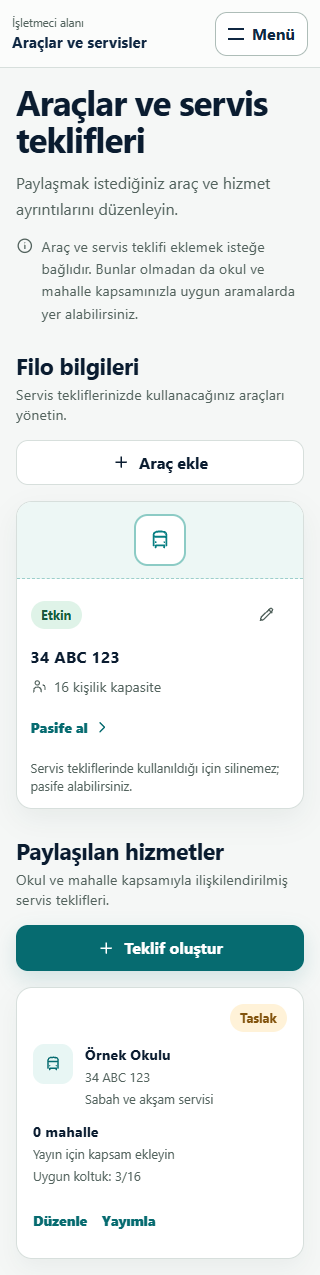 İşletmeci alanı
Araçlar ve servisler
Menü
Araçlar ve servis
teklifleri
Paylaşmak istediğiniz araç ve hizmet
ayrıntılarını düzenleyin.
Araç ve servis teklifi eklemek isteğe
bağlıdır. Bunlar olmadan da okul ve
mahalle kapsamınızla uygun aramalarda
yer alabilirsiniz.
Filo bilgileri
Servis tekliflerinizde kullanacağınız araçları
yönetin.
Araç ekle
Etkin
34 ABC 123
16 kişilik kapasite
Pasife al
Servis tekliflerinde kullanıldığı için silinemez;
pasife alabilirsiniz.
Paylaşılan hizmetler
Okul ve mahalle kapsamıyla ilişkilendirilmiş
servis teklifleri.
Teklif oluştur
Taslak
Örnek Okulu
34 ABC 123
Sabah ve akşam servisi
0 mahalle
Yayın için kapsam ekleyin
Uygun koltuk: 3/16
Düzenle Yayımla